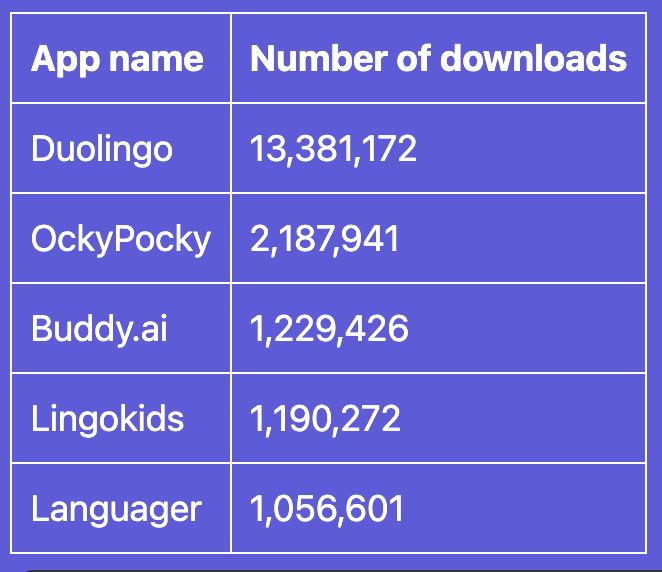 App name Number of downloads
Duolingo 13,381,172
OckyPocky 2,187,941
Buddy.ai 1,229,426
Lingokids 1,190,272
Languager 1,056,601